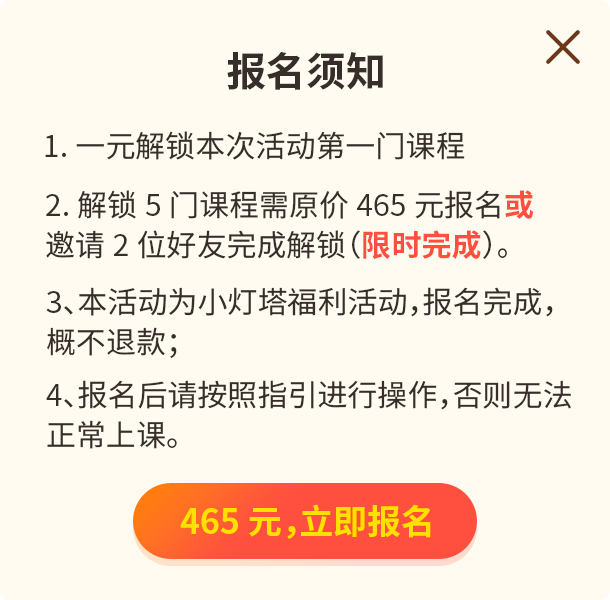 报名须知
1. 一元解锁本次活动第一门课程
2. 解锁 5 门课程需原价 465 元报名或
邀请 2 位好友完成解锁（限时完成）。
3、本活动为小灯塔福利活动，报名完成，
概不退款；
4、报名后请按照指引进行操作，否则无法
正常上课。
465 元，立即报名